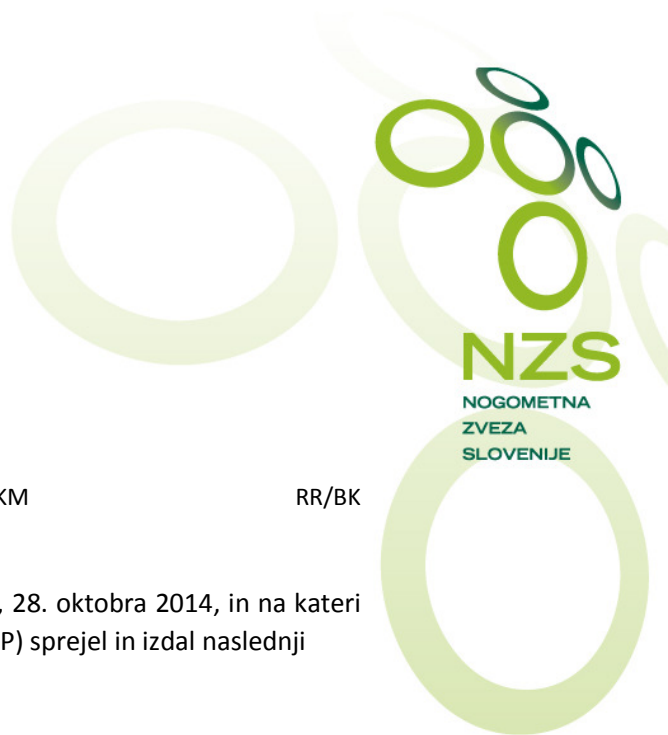 NZS
NOGOMETNA
ZVEZA
SLOVENIJE
KM RR/BK
, 28. oktobra 2014, in na kateri
P) sprejel in izdal naslednji